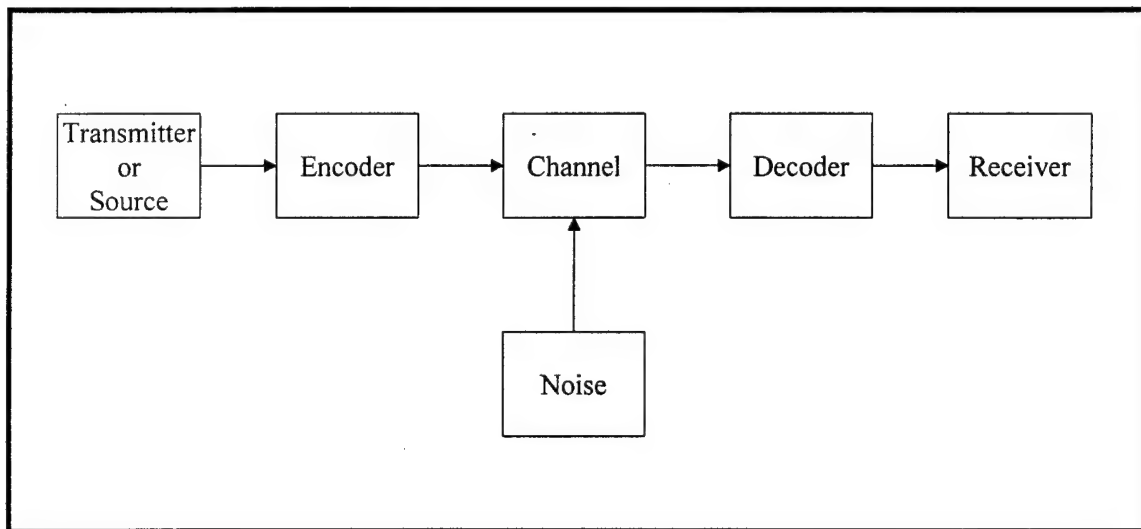 Transmitter
or
Source
Encoder
Channel
Decoder
Receiver
Noise